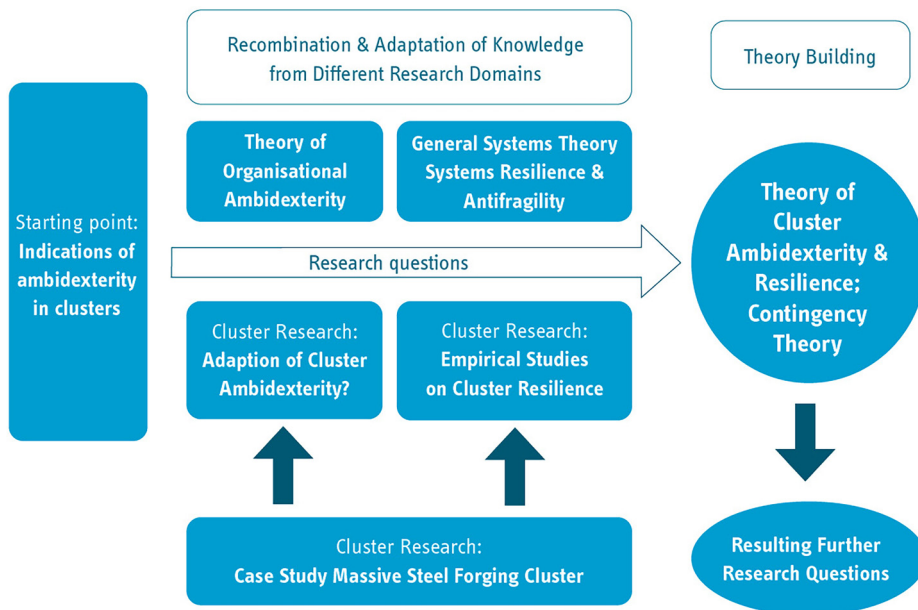 Recombination & Adaptation of Knowledge
from Different Research Domains
Theory Building
Starting point:
Indications of
ambidexterity
in clusters
Theory of
Organisational
Ambidexterity
General Systems Theory
Systems Resilience &
Antifragility
Research questions
Cluster Research:
Adaption of Cluster
Ambidexterity?
Cluster Research:
Empirical Studies
on Cluster Resilience
Cluster Research:
Case Study Massive Steel Forging Cluster
Theory of
Cluster
Ambidexterity &
Resilience;
Contingency
Theory
Resulting Further
Research Questions